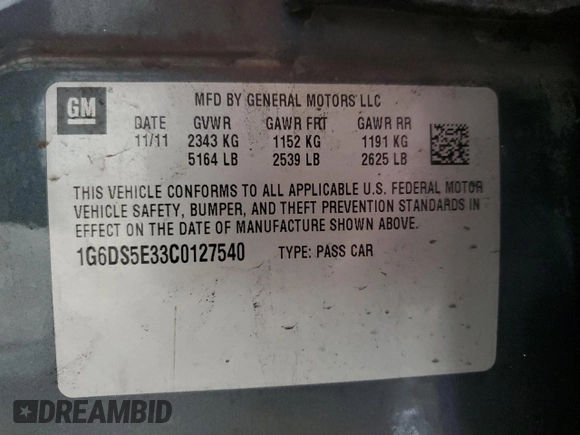 GM
MFD BY GENERAL MOTORS LLC
DATE GVWR GAWR FRT GAWR RR
11/11 2343 KG 1152 KG 1191 KG
5164 LB 2539 LB 2625 LB
THIS VEHICLE CONFORMS TO ALL APPLICABLE U.S. FEDERAL MOTOR
VEHICLE SAFETY, BUMPER, AND THEFT PREVENTION STANDARDS IN
EFFECT ON THE DATE OF MANUFACTURE SHOWN ABOVE.
1G6DS5E33C0127540 TYPE: PASS CAR
DREAMBID